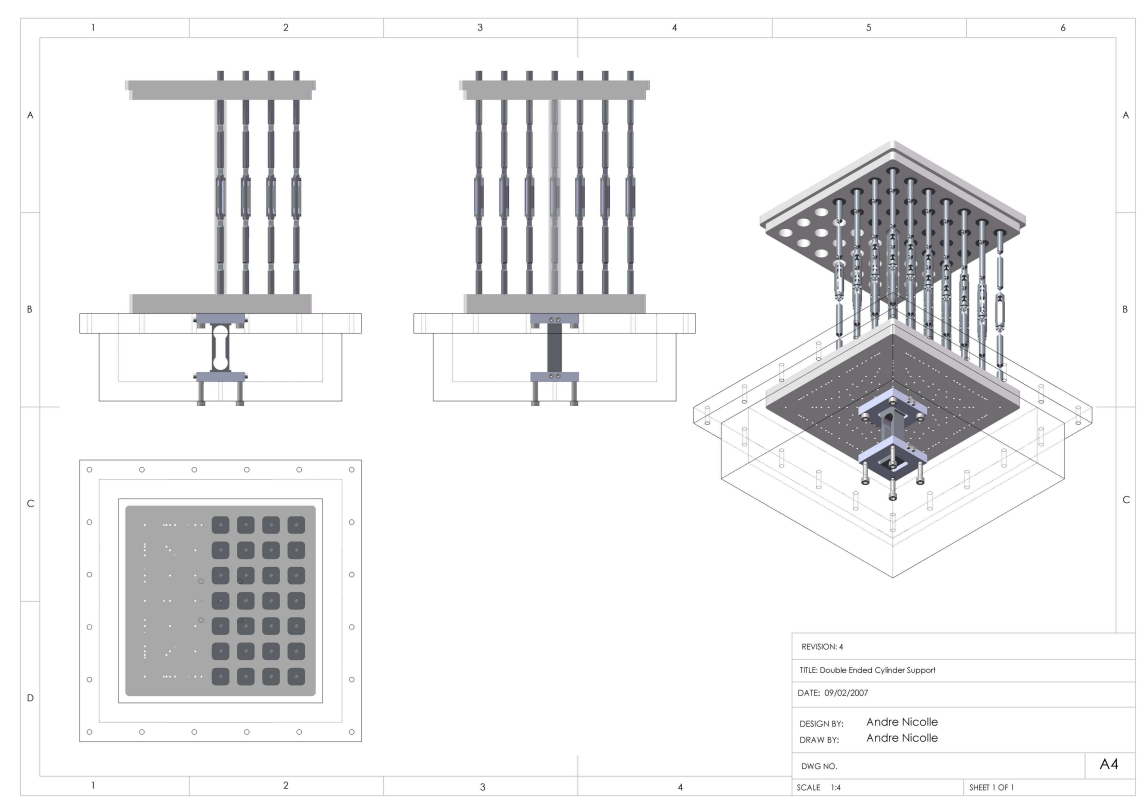 1 2 3 4 5 6
A A
B B
C C
D
1 2 3 4
REVISION: 4
TITLE: Double Ended Cylinder Support
DATE: 09/02/2007
DESIGN BY: Andre Nicolle
DRAW BY: Andre Nicolle
DWG NO. A4
SCALE 1:4 SHEET 1 OF 1